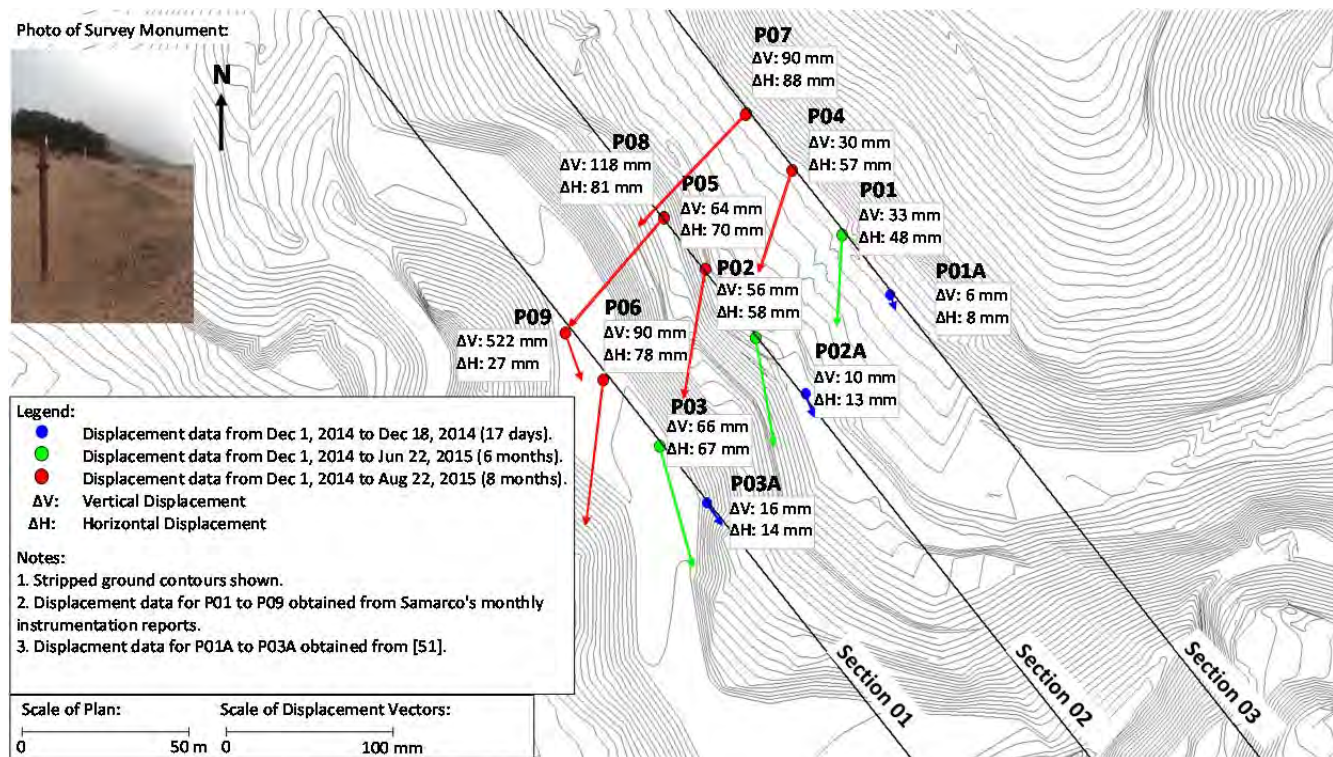 Photo of Survey Monument:
N
P07
ΔV: 90 mm
ΔH: 88 mm
P04
ΔV: 30 mm
ΔH: 57 mm
P08
ΔV: 118 mm
ΔH: 81 mm
P05
ΔV: 64 mm
ΔH: 70 mm
P01
ΔV: 33 mm
ΔH: 48 mm
P02
ΔV: 56 mm
ΔH: 58 mm
P01A
ΔV: 6 mm
ΔH: 8 mm
P09
ΔV: 522 mm
ΔH: 27 mm
P06
ΔV: 90 mm
ΔH: 78 mm
P02A
ΔV: 10 mm
ΔH: 13 mm
P03
ΔV: 66 mm
ΔH: 67 mm
P03A
ΔV: 16 mm
ΔH: 14 mm
Legend:
Displacement data from Dec 1, 2014 to Dec 18, 2014 (17 days).
Displacement data from Dec 1, 2014 to Jun 22, 2015 (6 months).
Displacement data from Dec 1, 2014 to Aug 22, 2015 (8 months).
ΔV: Vertical Displacement
ΔH: Horizontal Displacement
Notes:
1. Stripped ground contours shown.
2. Displacement data for P01 to P09 obtained from Samarco's monthly
instrumentation reports.
3. Displacment data for P01A to P03A obtained from [51].
Section 01
Section 02
Section 03
Scale of Plan:
0 50 m
Scale of Displacement Vectors:
0 100 mm